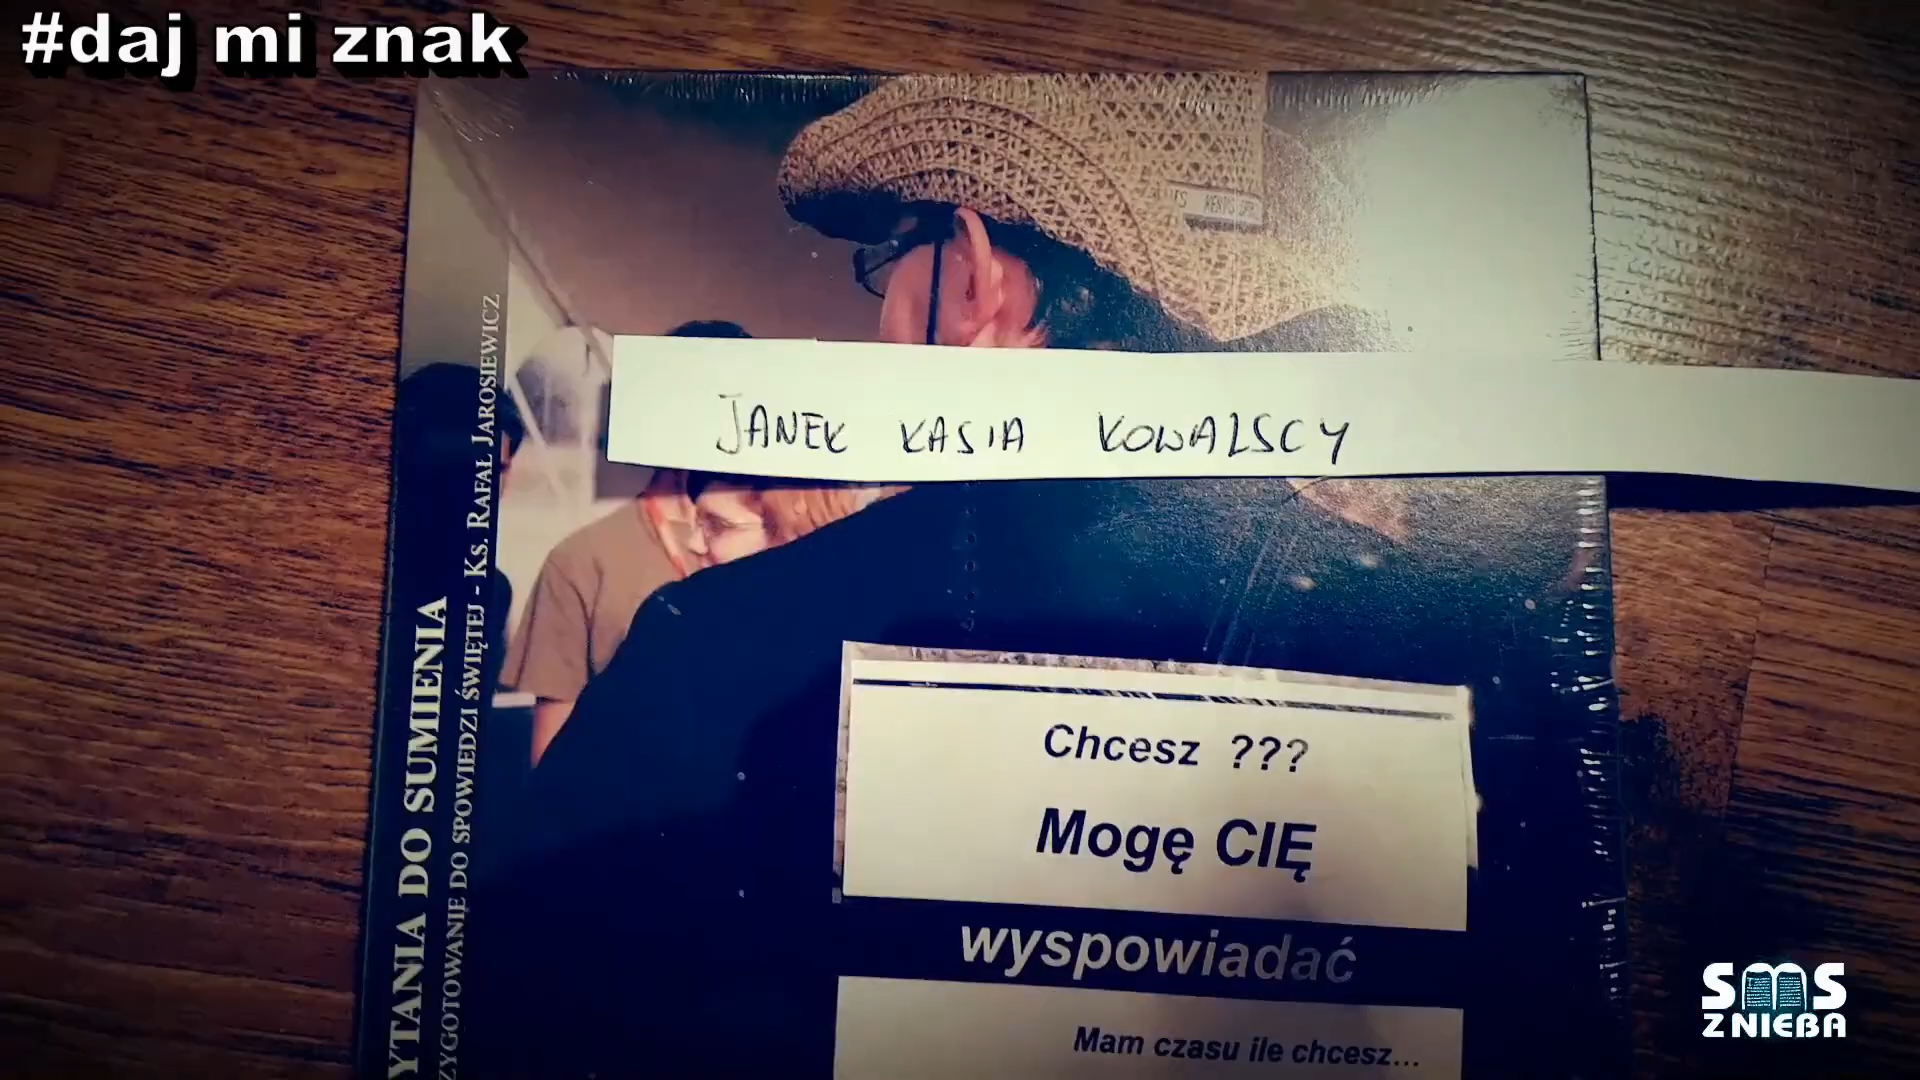 #daj mi znak
JANEK KASIA KOWALSCY
YTANIA DO SUMIENIA
ZYGOTOWANIE DO SPOWIEDZI ŚWIĘTEJ - KS. RAFAŁ JAROSIEWICZ
Chcesz ???
Mogę CIĘ
wyspowiadać
Mam czasu ile chcesz...
SMS
Z NIEBA